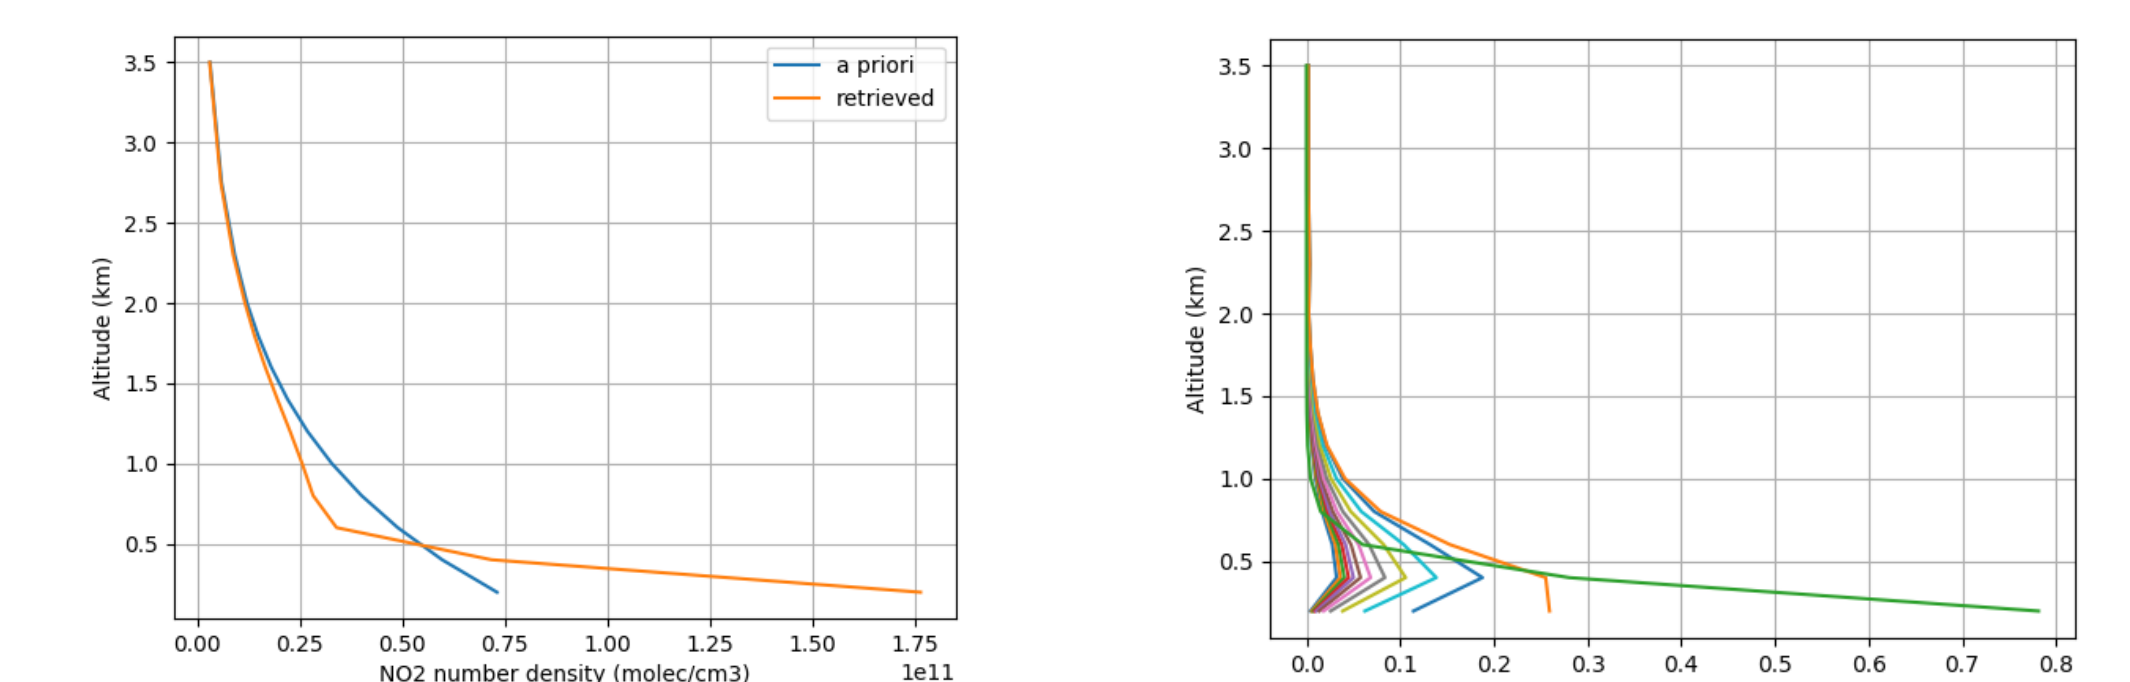 a priori
retrieved
3.5
3.0
2.5
2.0
1.5
1.0
0.5
Altitude (km)
0.00 0.25 0.50 0.75 1.00 1.25 1.50 1.75
NO2 number density (molec/cm3)
1e11
3.5
3.0
2.5
2.0
1.5
1.0
0.5
Altitude (km)
0.0 0.1 0.2 0.3 0.4 0.5 0.6 0.7 0.8